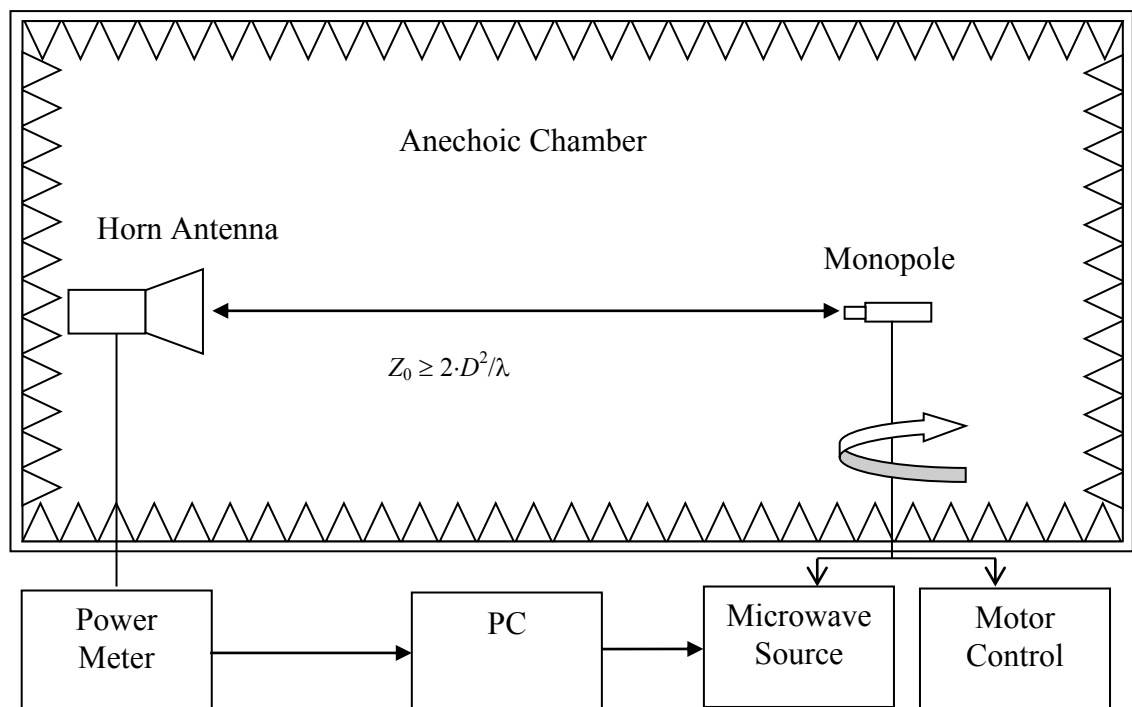 Anechoic Chamber
Horn Antenna
Monopole
Z₀ ≥ 2·D²/λ
Power
Meter
PC
Microwave
Source
Motor
Control